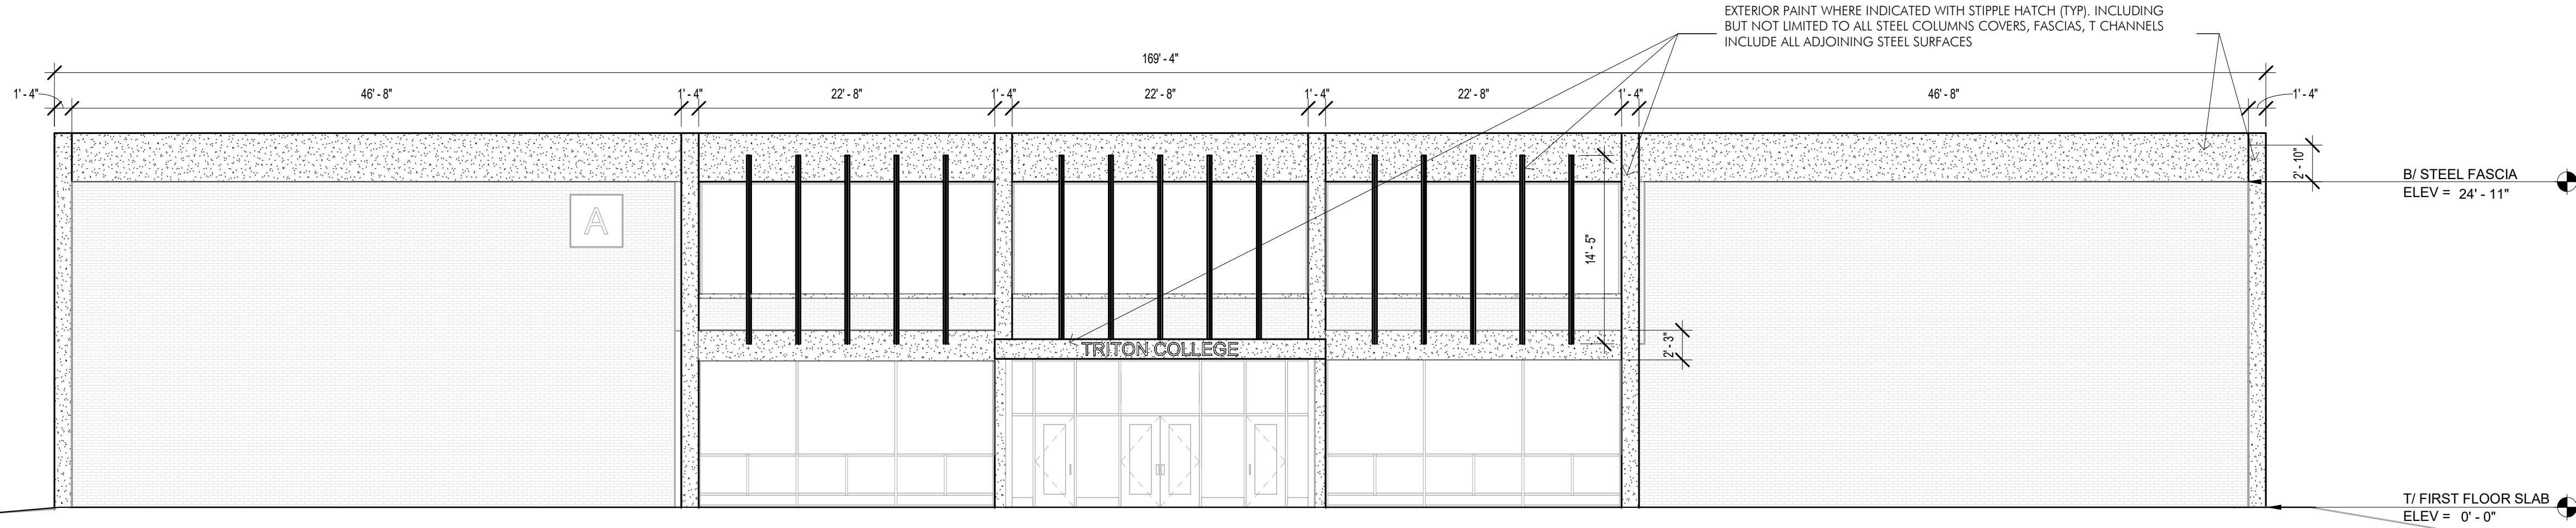 EXTERIOR PAINT WHERE INDICATED WITH STIPPLE HATCH (TYP). INCLUDING
BUT NOT LIMITED TO ALL STEEL COLUMNS COVERS, FASCIAS, T CHANNELS
INCLUDE ALL ADJOINING STEEL SURFACES
169' - 4"
1' - 4"
46' - 8"
1' - 4"
22' - 8"
1' - 4"
22' - 8"
1' - 4"
22' - 8"
1' - 4"
46' - 8"
1' - 4"
2' - 10"
B/ STEEL FASCIA
ELEV = 24' - 11"
A
14' - 5"
2' - 3"
TRITON COLLEGE
T/ FIRST FLOOR SLAB
ELEV = 0' - 0"